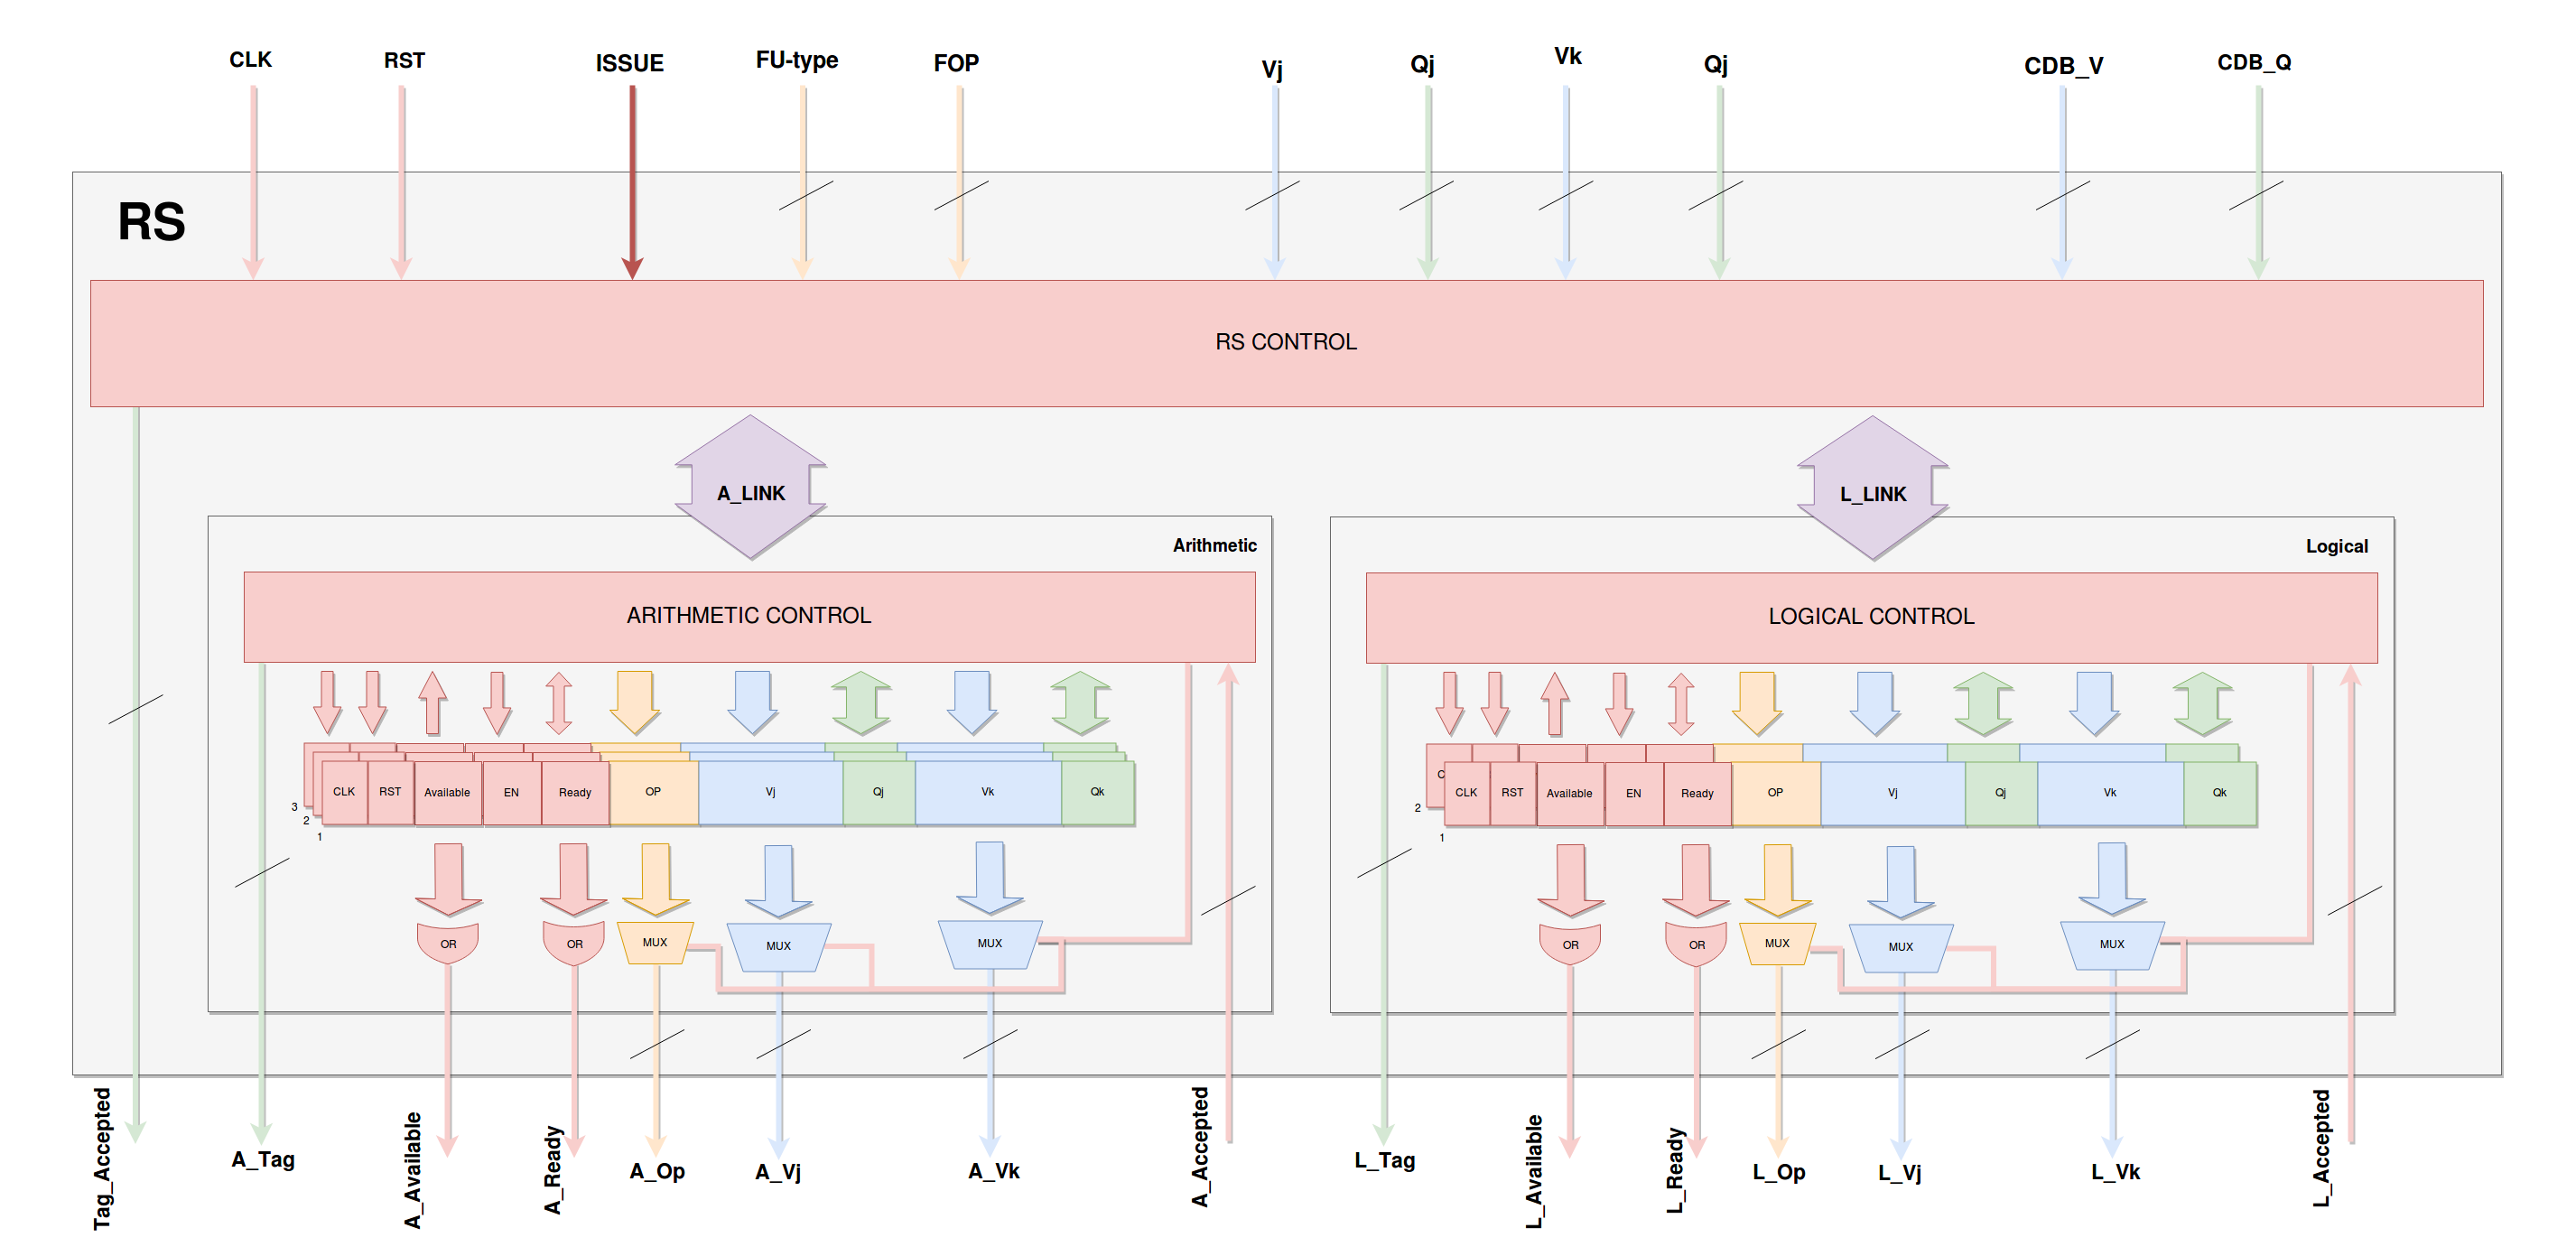 CLK
RST
ISSUE
FU-type
FOP
Vj
Qj
Vk
Qj
CDB_V
CDB_Q
RS
RS CONTROL
A_LINK
L_LINK
Arithmetic
Logical
ARITHMETIC CONTROL
LOGICAL CONTROL
3
2
1
CLK
RST
Available
EN
Ready
OP
Vj
Qj
Vk
Qk
2
1
C
CLK
RST
Available
EN
Ready
OP
Vj
Qj
Vk
Qk
OR
OR
MUX
MUX
MUX
OR
OR
MUX
MUX
MUX
Tag_Accepted
A_Tag
A_Available
A_Ready
A_Op
A_Vj
A_Vk
A_Accepted
L_Tag
L_Available
L_Ready
L_Op
L_Vj
L_Vk
L_Accepted